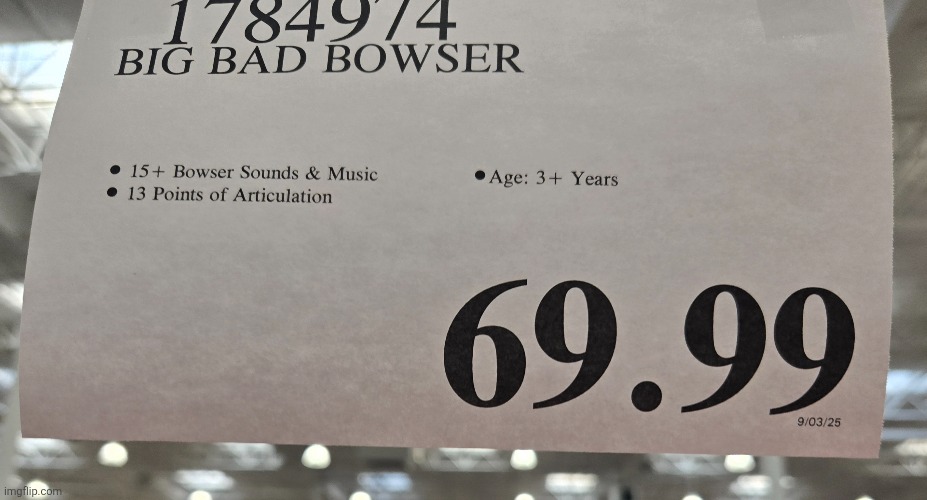 1784974
BIG BAD BOWSER
● 15+ Bowser Sounds & Music
● 13 Points of Articulation
● Age: 3+ Years
69.99
9/03/25
imgflip.com